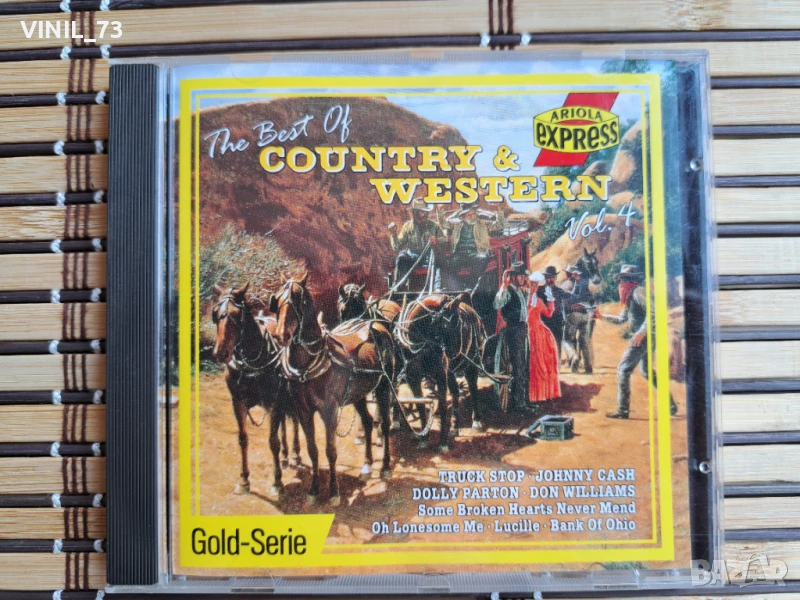 VINIL_73
The Best Of
COUNTRY &
WESTERN
Vol. 4
ARIOLA
EXPRESS
TRUCK STOP · JOHNNY CASH
DOLLY PARTON · DON WILLIAMS
Some Broken Hearts Never Mend
Oh Lonesome Me · Lucille · Bank Of Ohio
Gold-Serie
BAZAR